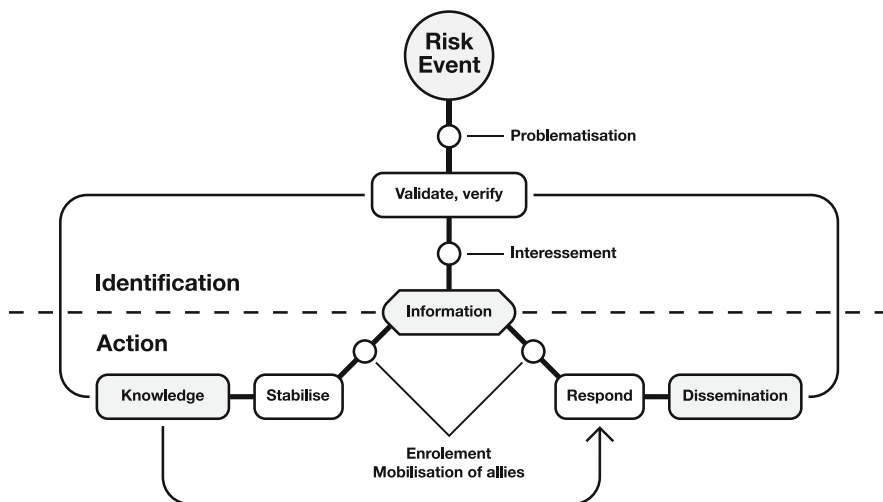 Risk
Event
Problematisation
Validate, verify
Interessement
Identification
Information
Action
Knowledge
Stabilise
Respond
Dissemination
Enrolement
Mobilisation of allies